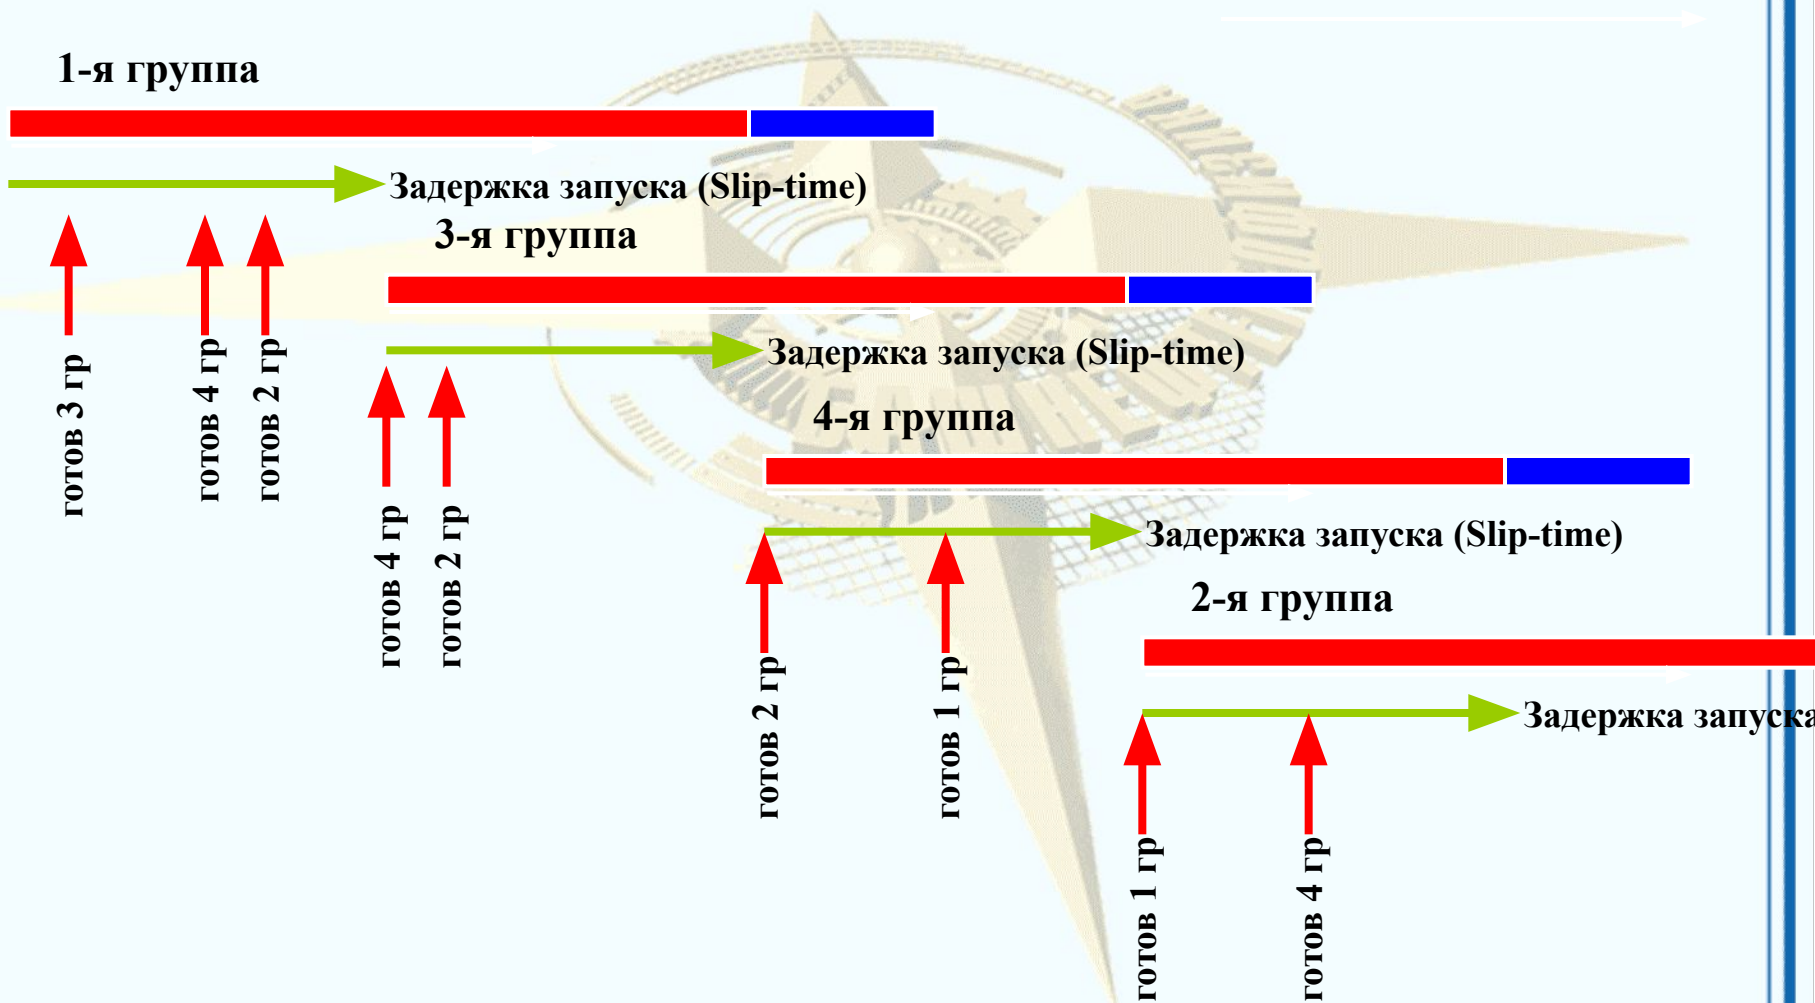 1-я группа
Задержка запуска (Slip-time)
3-я группа
готов 3 гр
готов 4 гр
готов 2 гр
Задержка запуска (Slip-time)
4-я группа
готов 4 гр
готов 2 гр
Задержка запуска (Slip-time)
2-я группа
готов 2 гр
готов 1 гр
Задержка запуска
готов 1 гр
готов 4 гр